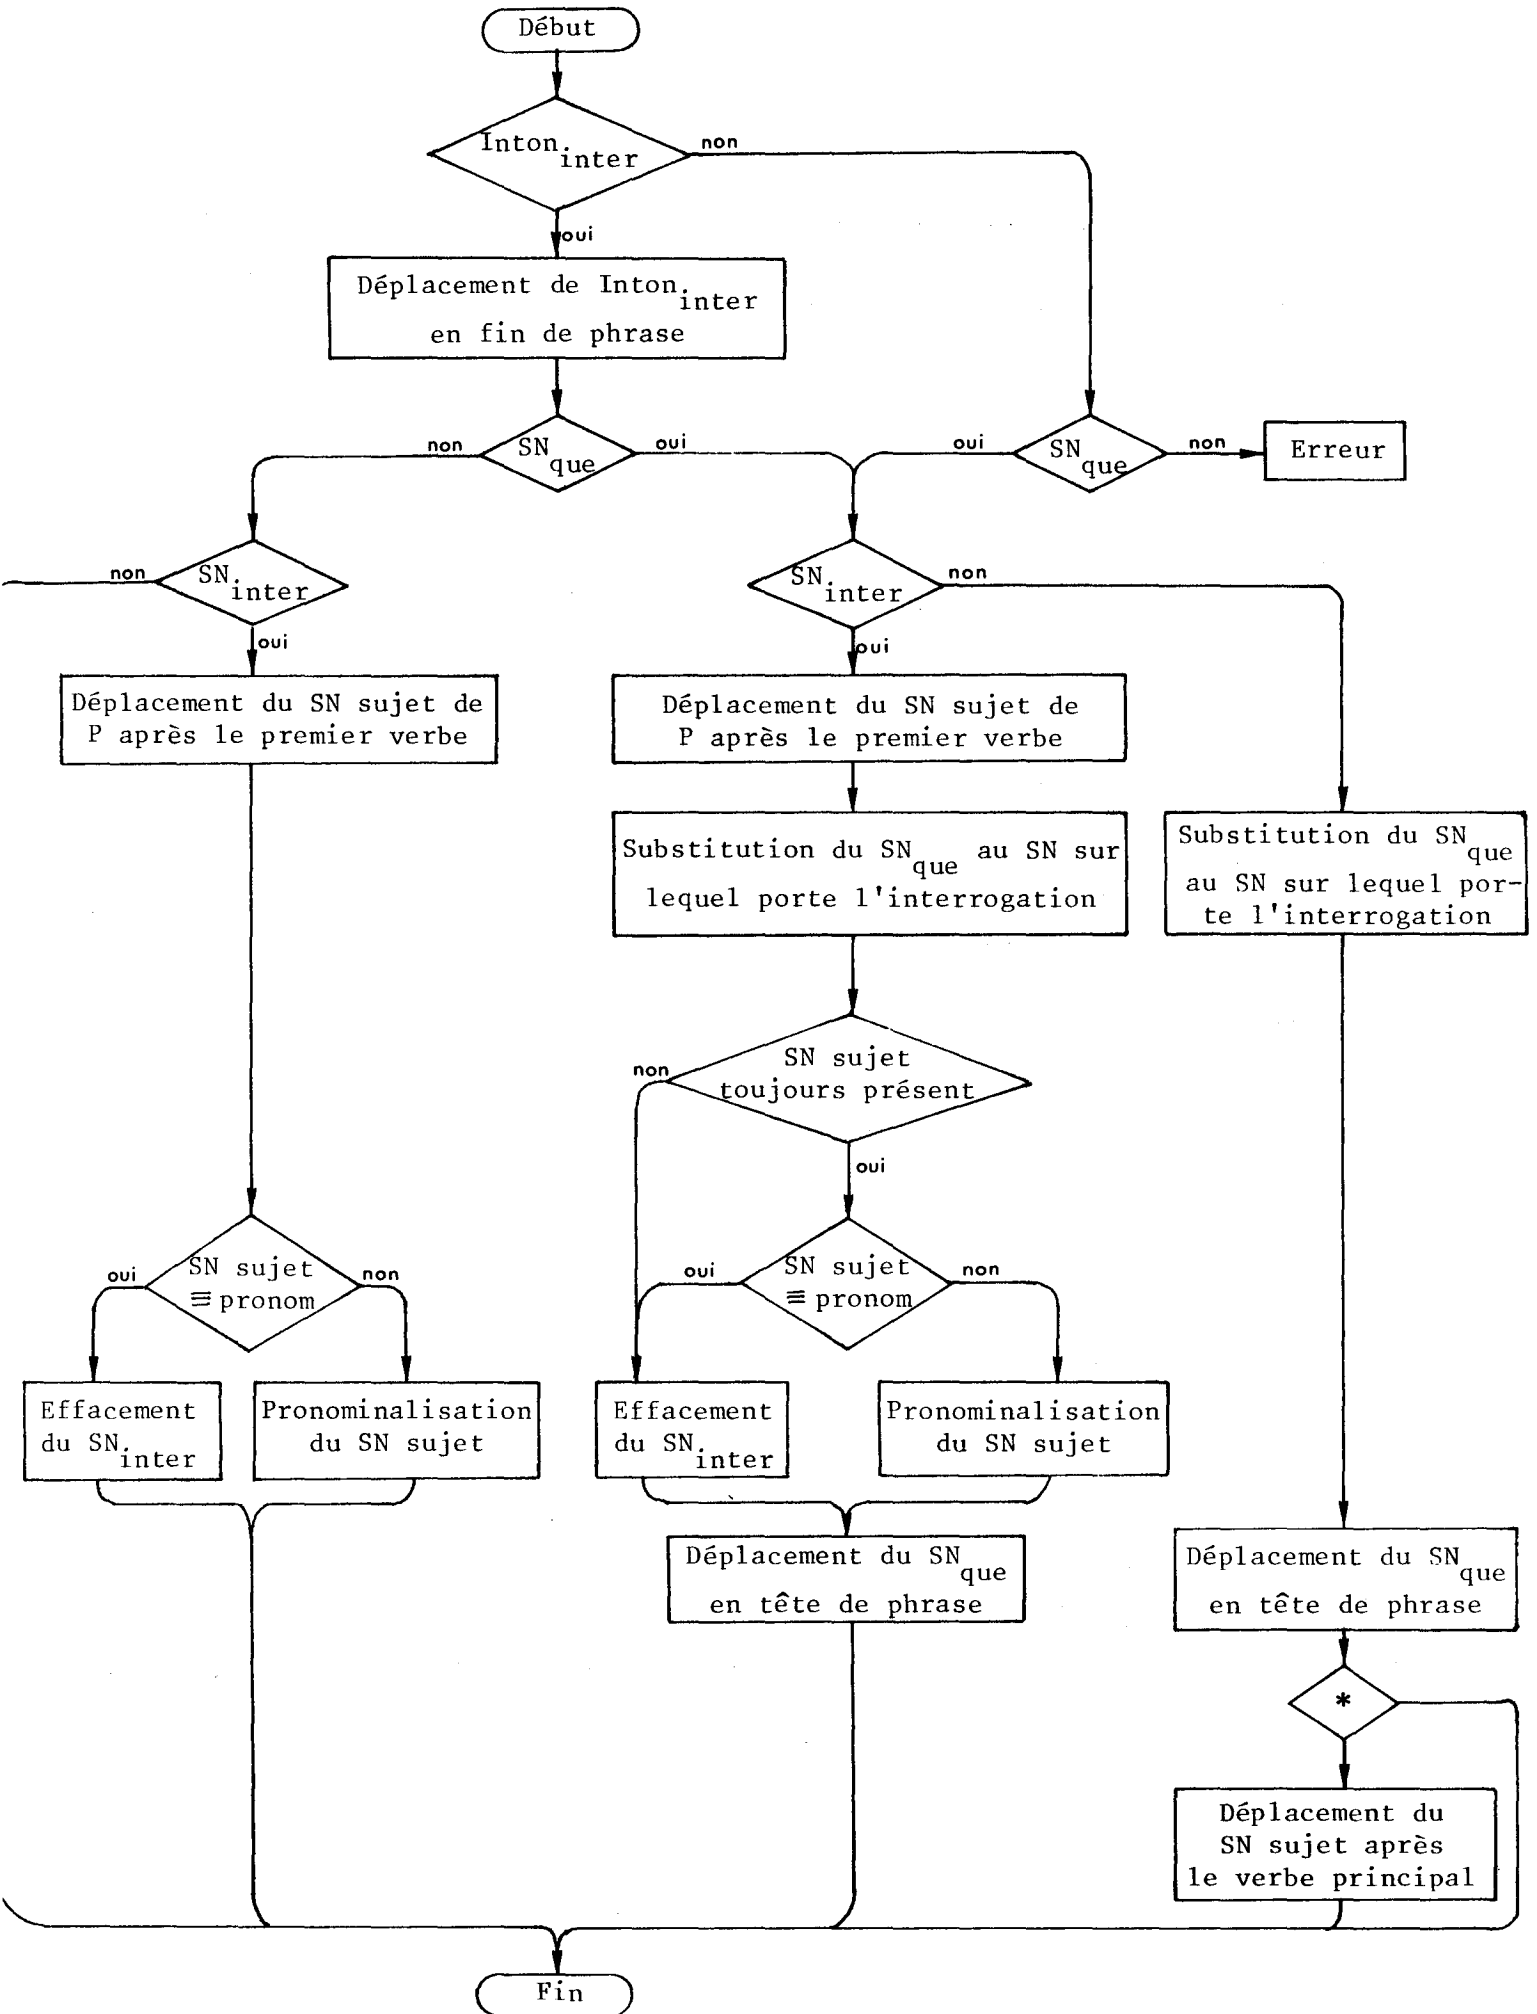 Début
Inton.inter
non
oui
Déplacement de Inton.inter
en fin de phrase
non
SNque
oui
oui
SNque
non
Erreur
non
SN.inter
oui
SN.inter
non
oui
Déplacement du SN sujet de
P après le premier verbe
Déplacement du SN sujet de
P après le premier verbe
Substitution du SNque au SN sur
lequel porte l'interrogation
Substitution du SNque
au SN sur lequel por-
te l'interrogation
non
SN sujet
toujours présent
oui
oui
SN sujet
≡ pronom
non
oui
SN sujet
≡ pronom
non
Effacement
du SN.inter
Pronominalisation
du SN sujet
Effacement
du SN.inter
Pronominalisation
du SN sujet
Déplacement du SNque
en tête de phrase
Déplacement du SNque
en tête de phrase
*
Déplacement du
SN sujet après
le verbe principal
Fin